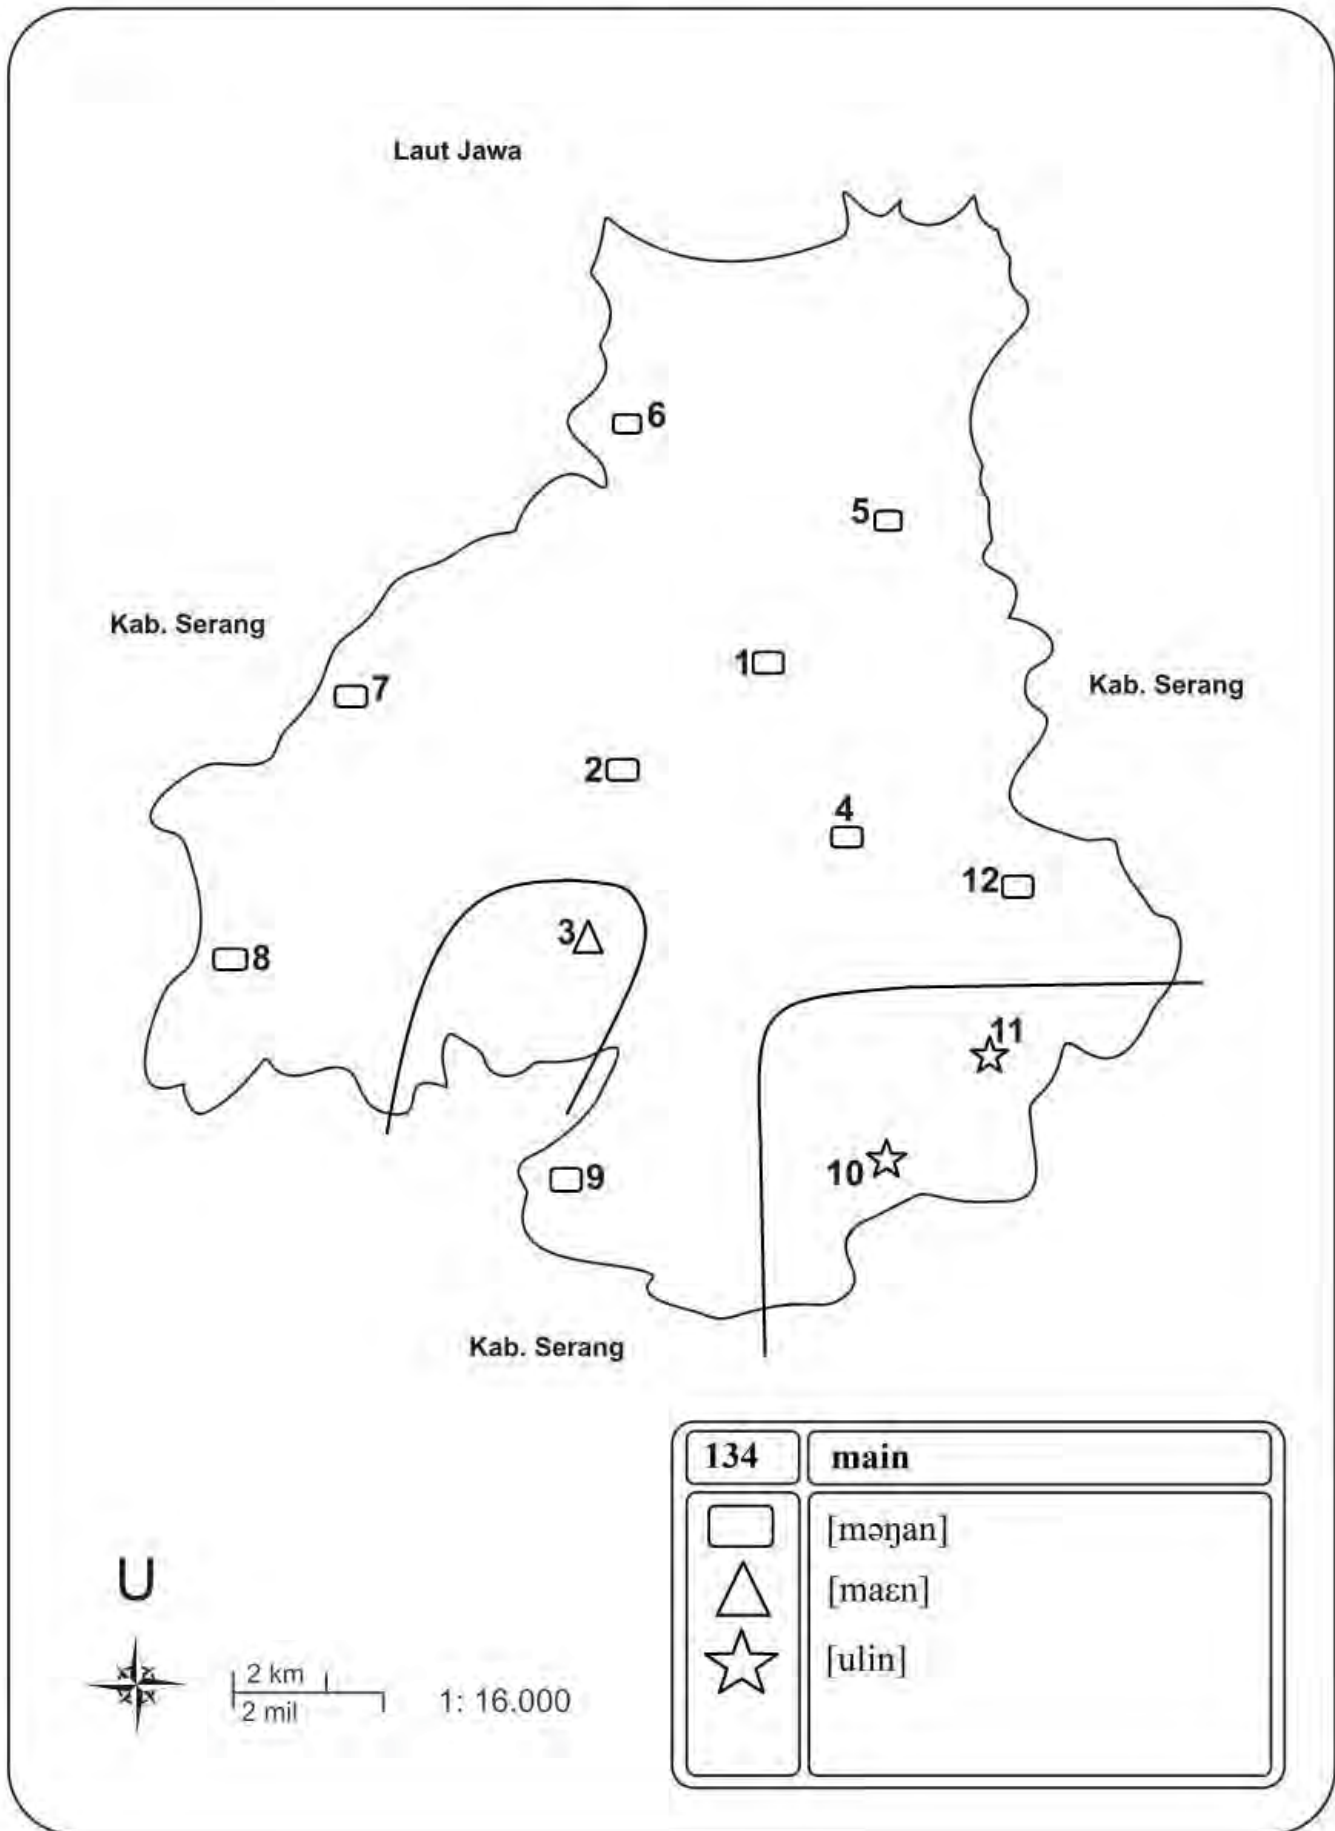 Laut Jawa
6
5
Kab. Serang
1
Kab. Serang
7
2
4
12
3
8
11
10
9
Kab. Serang
134 main
[məŋan]
[maɛn]
[ulin]
U
2 km
2 mil
1: 16.000